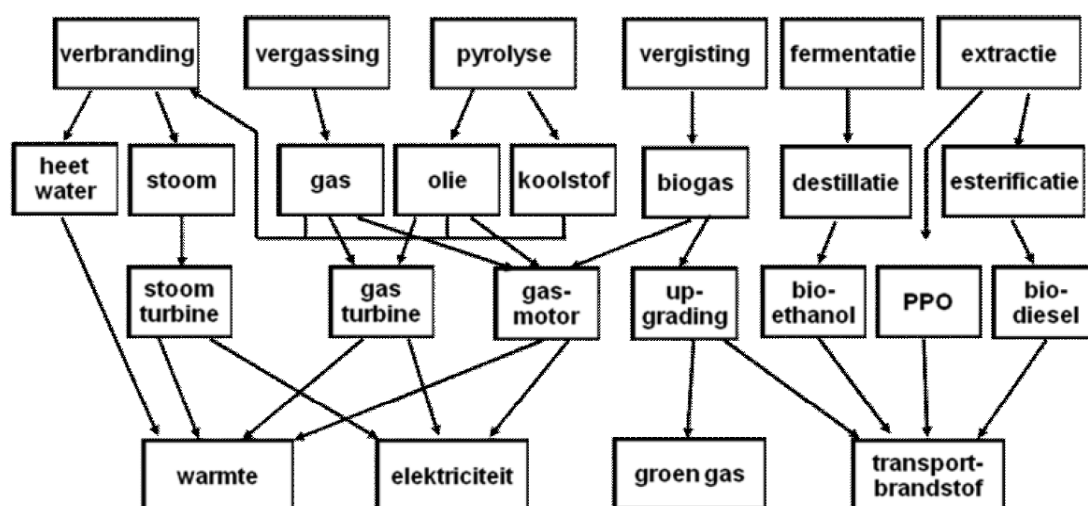 verbranding
vergassing
pyrolyse
vergisting
fermentatie
extractie
heet
water
stoom
gas
olie
koolstof
biogas
destillatie
esterificatie
stoom
turbine
gas
turbine
gas-
motor
up-
grading
bio-
ethanol
PPO
bio-
diesel
warmte
elektriciteit
groen gas
transport-
brandstof